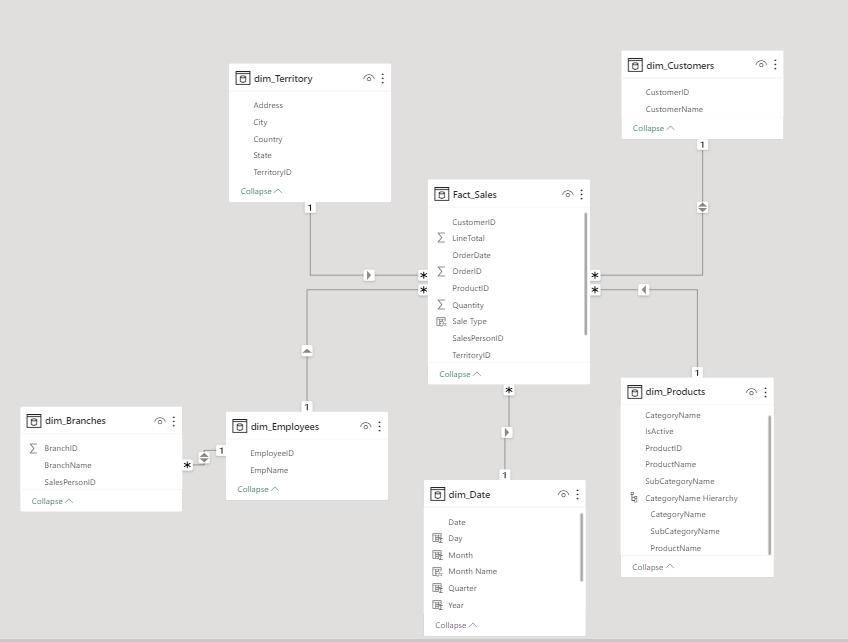 dim_Territory
Address
City
Country
State
TerritoryID
Collapse
1
dim_Customers
CustomerID
CustomerName
Collapse
1
Fact_Sales
CustomerID
Σ LineTotal
OrderDate
Σ OrderID
ProductID
Σ Quantity
Sale Type
SalesPersonID
TerritoryID
Collapse
*
*
*
*
*
dim_Branches
Σ BranchID
BranchName
SalesPersonID
Collapse
*
1
1
dim_Employees
EmployeeID
EmpName
Collapse
1
dim_Date
Date
Day
Month
Month Name
Quarter
Year
Collapse
1
dim_Products
CategoryName
IsActive
ProductID
ProductName
SubCategoryName
CategoryName Hierarchy
CategoryName
SubCategoryName
ProductName
Collapse